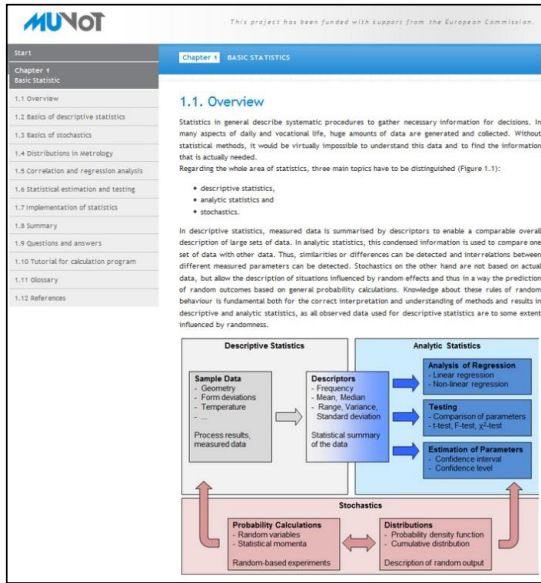 MUNOT
This project has been funded with support from the European Commission.
Start
Chapter 1
Basic Statistic
1.1 Overview
1.2 Basics of descriptive statistics
1.3 Basics of stochastics
1.4 Distributions in Metrology
1.5 Correlation and regression analysis
1.6 Statistical estimation and testing
1.7 Implementation of statistics
1.8 Summary
1.9 Questions and answers
1.10 Tutorial for calculation program
1.11 Glossary
1.12 References
Chapter 1 BASIC STATISTICS
1.1. Overview
Statistics in general describe systematic procedures to gather necessary information for decisions. In
many aspects of daily and vocational life, huge amounts of data are generated and collected. Without
statistical methods, it would be virtually impossible to understand this data and to find the information
that is actually needed.
Regarding the whole area of statistics, three main topics have to be distinguished (Figure 1.1):
• descriptive statistics,
• analytic statistics and
• stochastics.
In descriptive statistics, measured data is summarised by descriptors to enable a comparable overall
description of large sets of data. In analytic statistics, this condensed information is used to compare one
set of data with other data. Thus, similarities or differences can be detected and interrelations between
different measured parameters can be detected. Stochastics on the other hand are not based on actual
data, but allow the description of situations influenced by random effects and thus in a way the prediction
of random outcomes based on general probability calculations. Knowledge about these rules of random
behaviour is fundamental both for the correct interpretation and understanding of methods and results in
descriptive and analytic statistics, as all observed data used for descriptive statistics are to some extent
influenced by randomness.
Descriptive Statistics
Sample Data
- Geometry
- Form deviations
- Temperature
- ...
Process results,
measured data
Descriptors
- Frequency
- Mean, Median
- Range, Variance,
Standard deviation
Statistical summary
of the data
Analytic Statistics
Analysis of Regression
- Linear regression
- Non-linear regression
Testing
- Comparison of parameters
- t-test, F-test, χ²-test
Estimation of Parameters
- Confidence interval
- Confidence level
Stochastics
Probability Calculations
- Random variables
- Statistical momenta
Random-based experiments
Distributions
- Probability density function
- Cumulative distribution
Description of random output